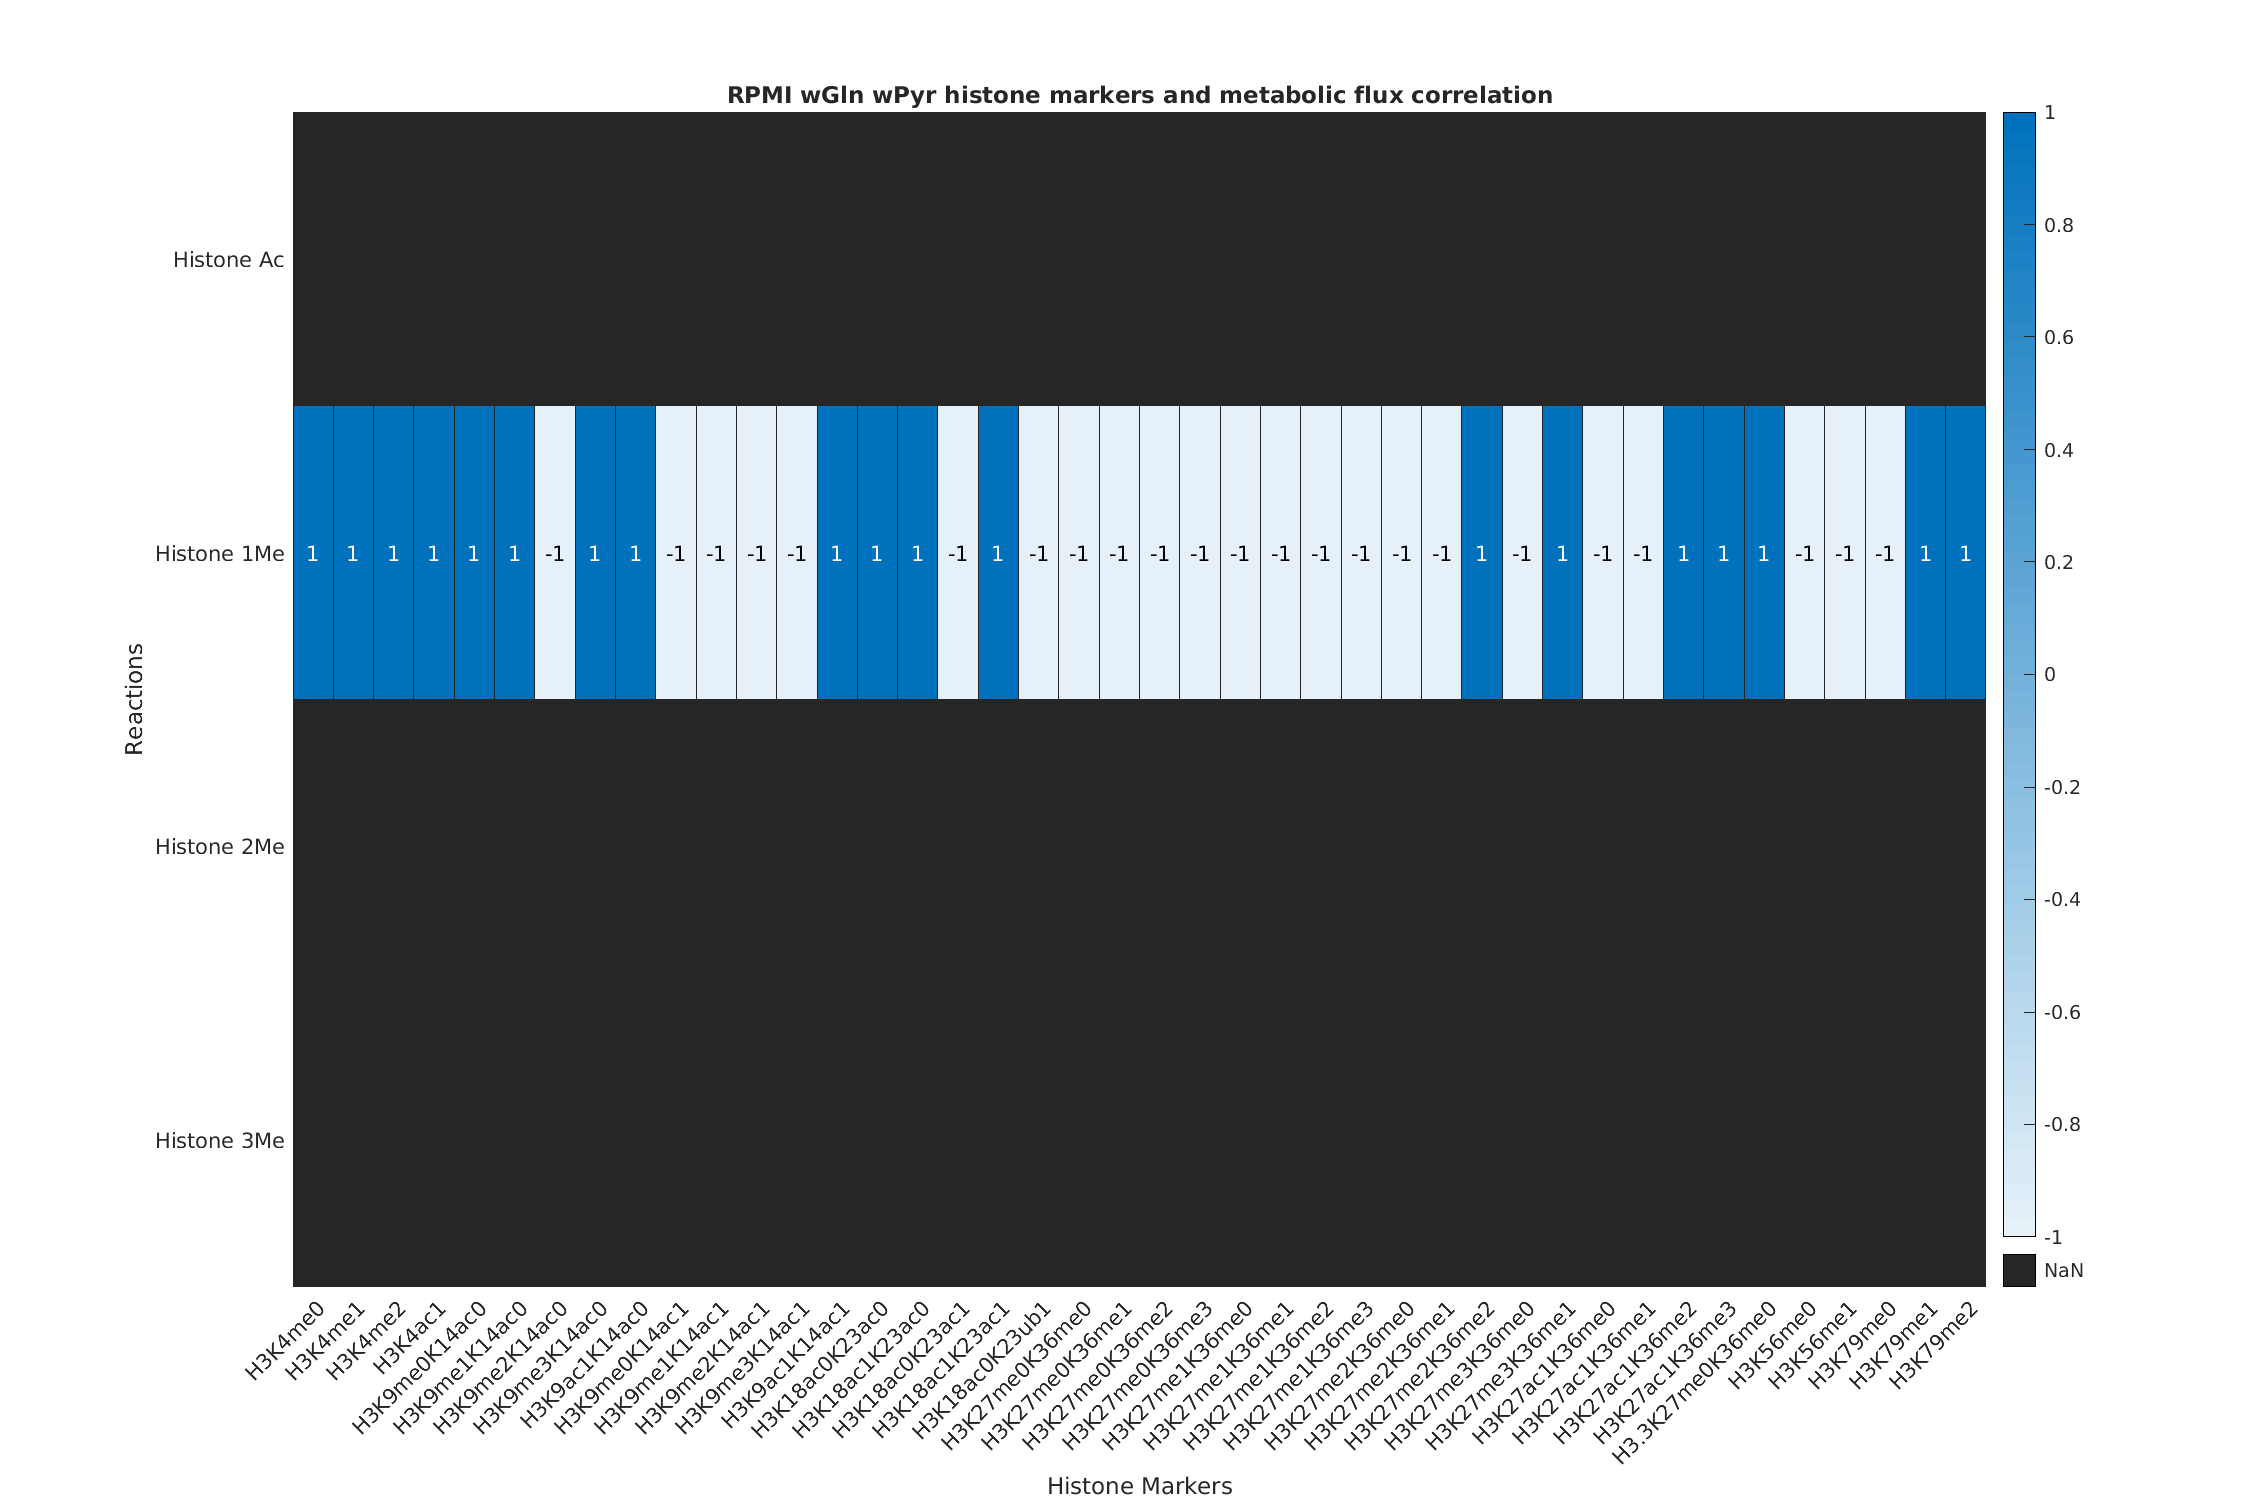 RPMI wGln wPyr histone markers and metabolic flux correlation
Reactions
Histone Ac
Histone 1Me
1 1 1 1 1 1 -1 1 1 -1 -1 -1 -1 1 1 1 -1 1 -1 -1 -1 -1 -1 -1 -1 -1 -1 -1 -1 1 -1 1 -1 -1 1 1 1 -1 -1 -1 1 1
Histone 2Me
Histone 3Me
1
0.8
0.6
0.4
0.2
0
-0.2
-0.4
-0.6
-0.8
-1
NaN
H3K4me0
H3K4me1
H3K4me2
H3K4ac1
H3K9me0K14ac0
H3K9me1K14ac0
H3K9me2K14ac0
H3K9me3K14ac0
H3K9ac1K14ac0
H3K9me0K14ac1
H3K9me1K14ac1
H3K9me2K14ac1
H3K9me3K14ac1
H3K9ac1K14ac1
H3K18ac0K23ac0
H3K18ac1K23ac0
H3K18ac0K23ac1
H3K18ac1K23ac1
H3K18ac0K23ub1
H3K27me0K36me0
H3K27me0K36me1
H3K27me0K36me2
H3K27me0K36me3
H3K27me1K36me0
H3K27me1K36me1
H3K27me1K36me2
H3K27me1K36me3
H3K27me2K36me0
H3K27me2K36me1
H3K27me2K36me2
H3K27me3K36me0
H3K27me3K36me1
H3K27ac1K36me0
H3K27ac1K36me1
H3K27ac1K36me2
H3K27ac1K36me3
H3.3K27me0K36me0
H3K56me0
H3K56me1
H3K79me0
H3K79me1
H3K79me2
Histone Markers